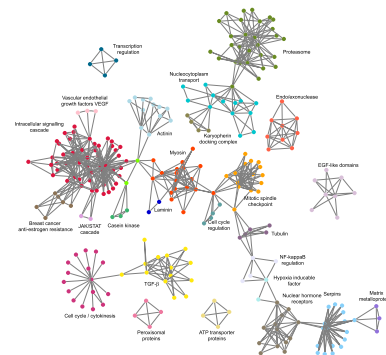 Transcription
regulation
Proteasome
Nucleocytoplasm
transport
Vascular endothelial
growth factors VEGF
Endo/exonuclease
Intracellular signalling
cascade
Actinin
Karyopherin
docking complex
Myosin
EGF-like domains
Mitotic spindle
checkpoint
Laminin
Breast cancer
anti-estrogen resistance
JAK/STAT
cascade
Casein kinase
Cell cycle
regulation
Tubulin
NF-kappaB
regulation
TGF-β
Hypoxia inducable
factor
Cell cycle / cytokinesis
Peroxisomal
proteins
ATP transporter
proteins
Nuclear hormone
receptors
Serpins
Matrix
metalloprote